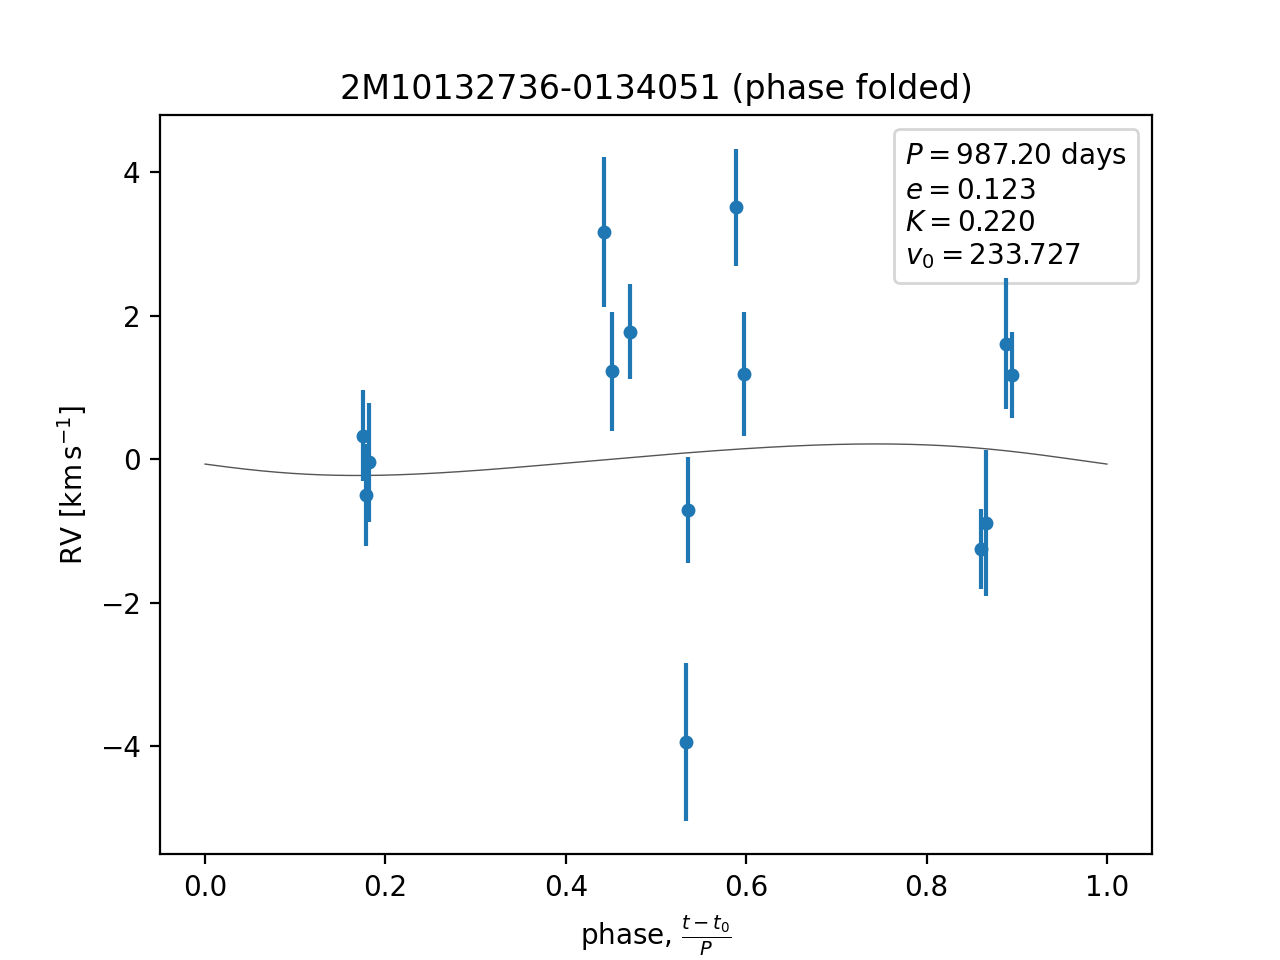 2M10132736-0134051 (phase folded)
P = 987.20 days
e = 0.123
K = 0.220
v₀ = 233.727
RV [km s⁻¹]
4
2
0
−2
−4
0.0 0.2 0.4 0.6 0.8 1.0
phase, (t − t₀)/P